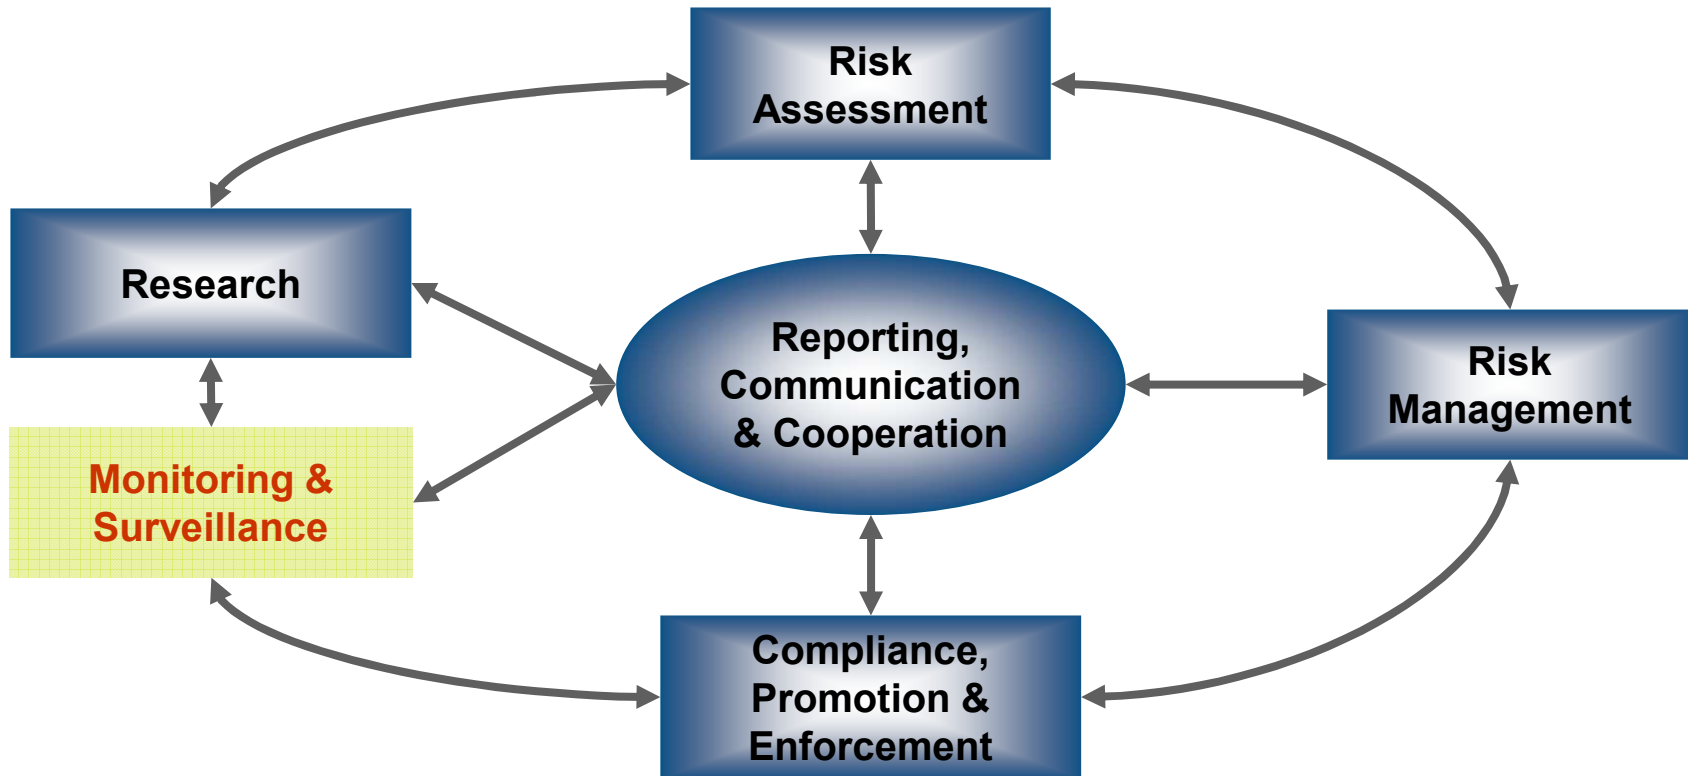 Risk
Assessment
Research
Reporting,
Communication
& Cooperation
Risk
Management
Monitoring &
Surveillance
Compliance,
Promotion &
Enforcement